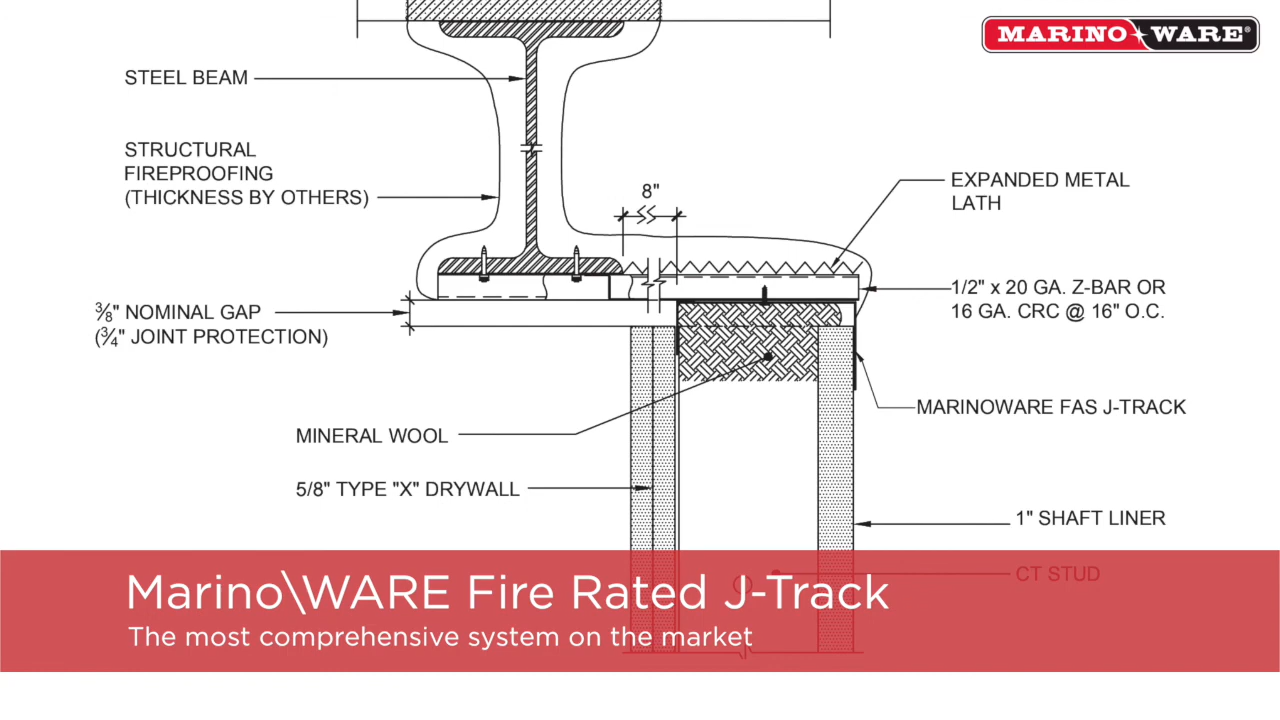 MARINO WARE®
STEEL BEAM
STRUCTURAL
FIREPROOFING
(THICKNESS BY OTHERS)
8"
EXPANDED METAL
LATH
1/2" x 20 GA. Z-BAR OR
16 GA. CRC @ 16" O.C.
⅜" NOMINAL GAP
(¾" JOINT PROTECTION)
MARINOWARE FAS J-TRACK
MINERAL WOOL
5/8" TYPE "X" DRYWALL
1" SHAFT LINER
CT STUD
Marino\WARE Fire Rated J-Track
The most comprehensive system on the market